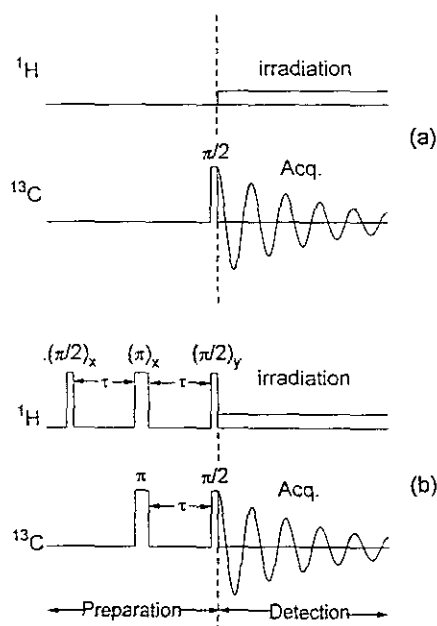 ¹H
irradiation
(a)
π/2
Acq.
¹³C
.(π/2)ₓ
(π)ₓ
(π/2)ᵧ
τ
τ
irradiation
¹H
π
π/2
Acq.
(b)
τ
¹³C
Preparation
Detection